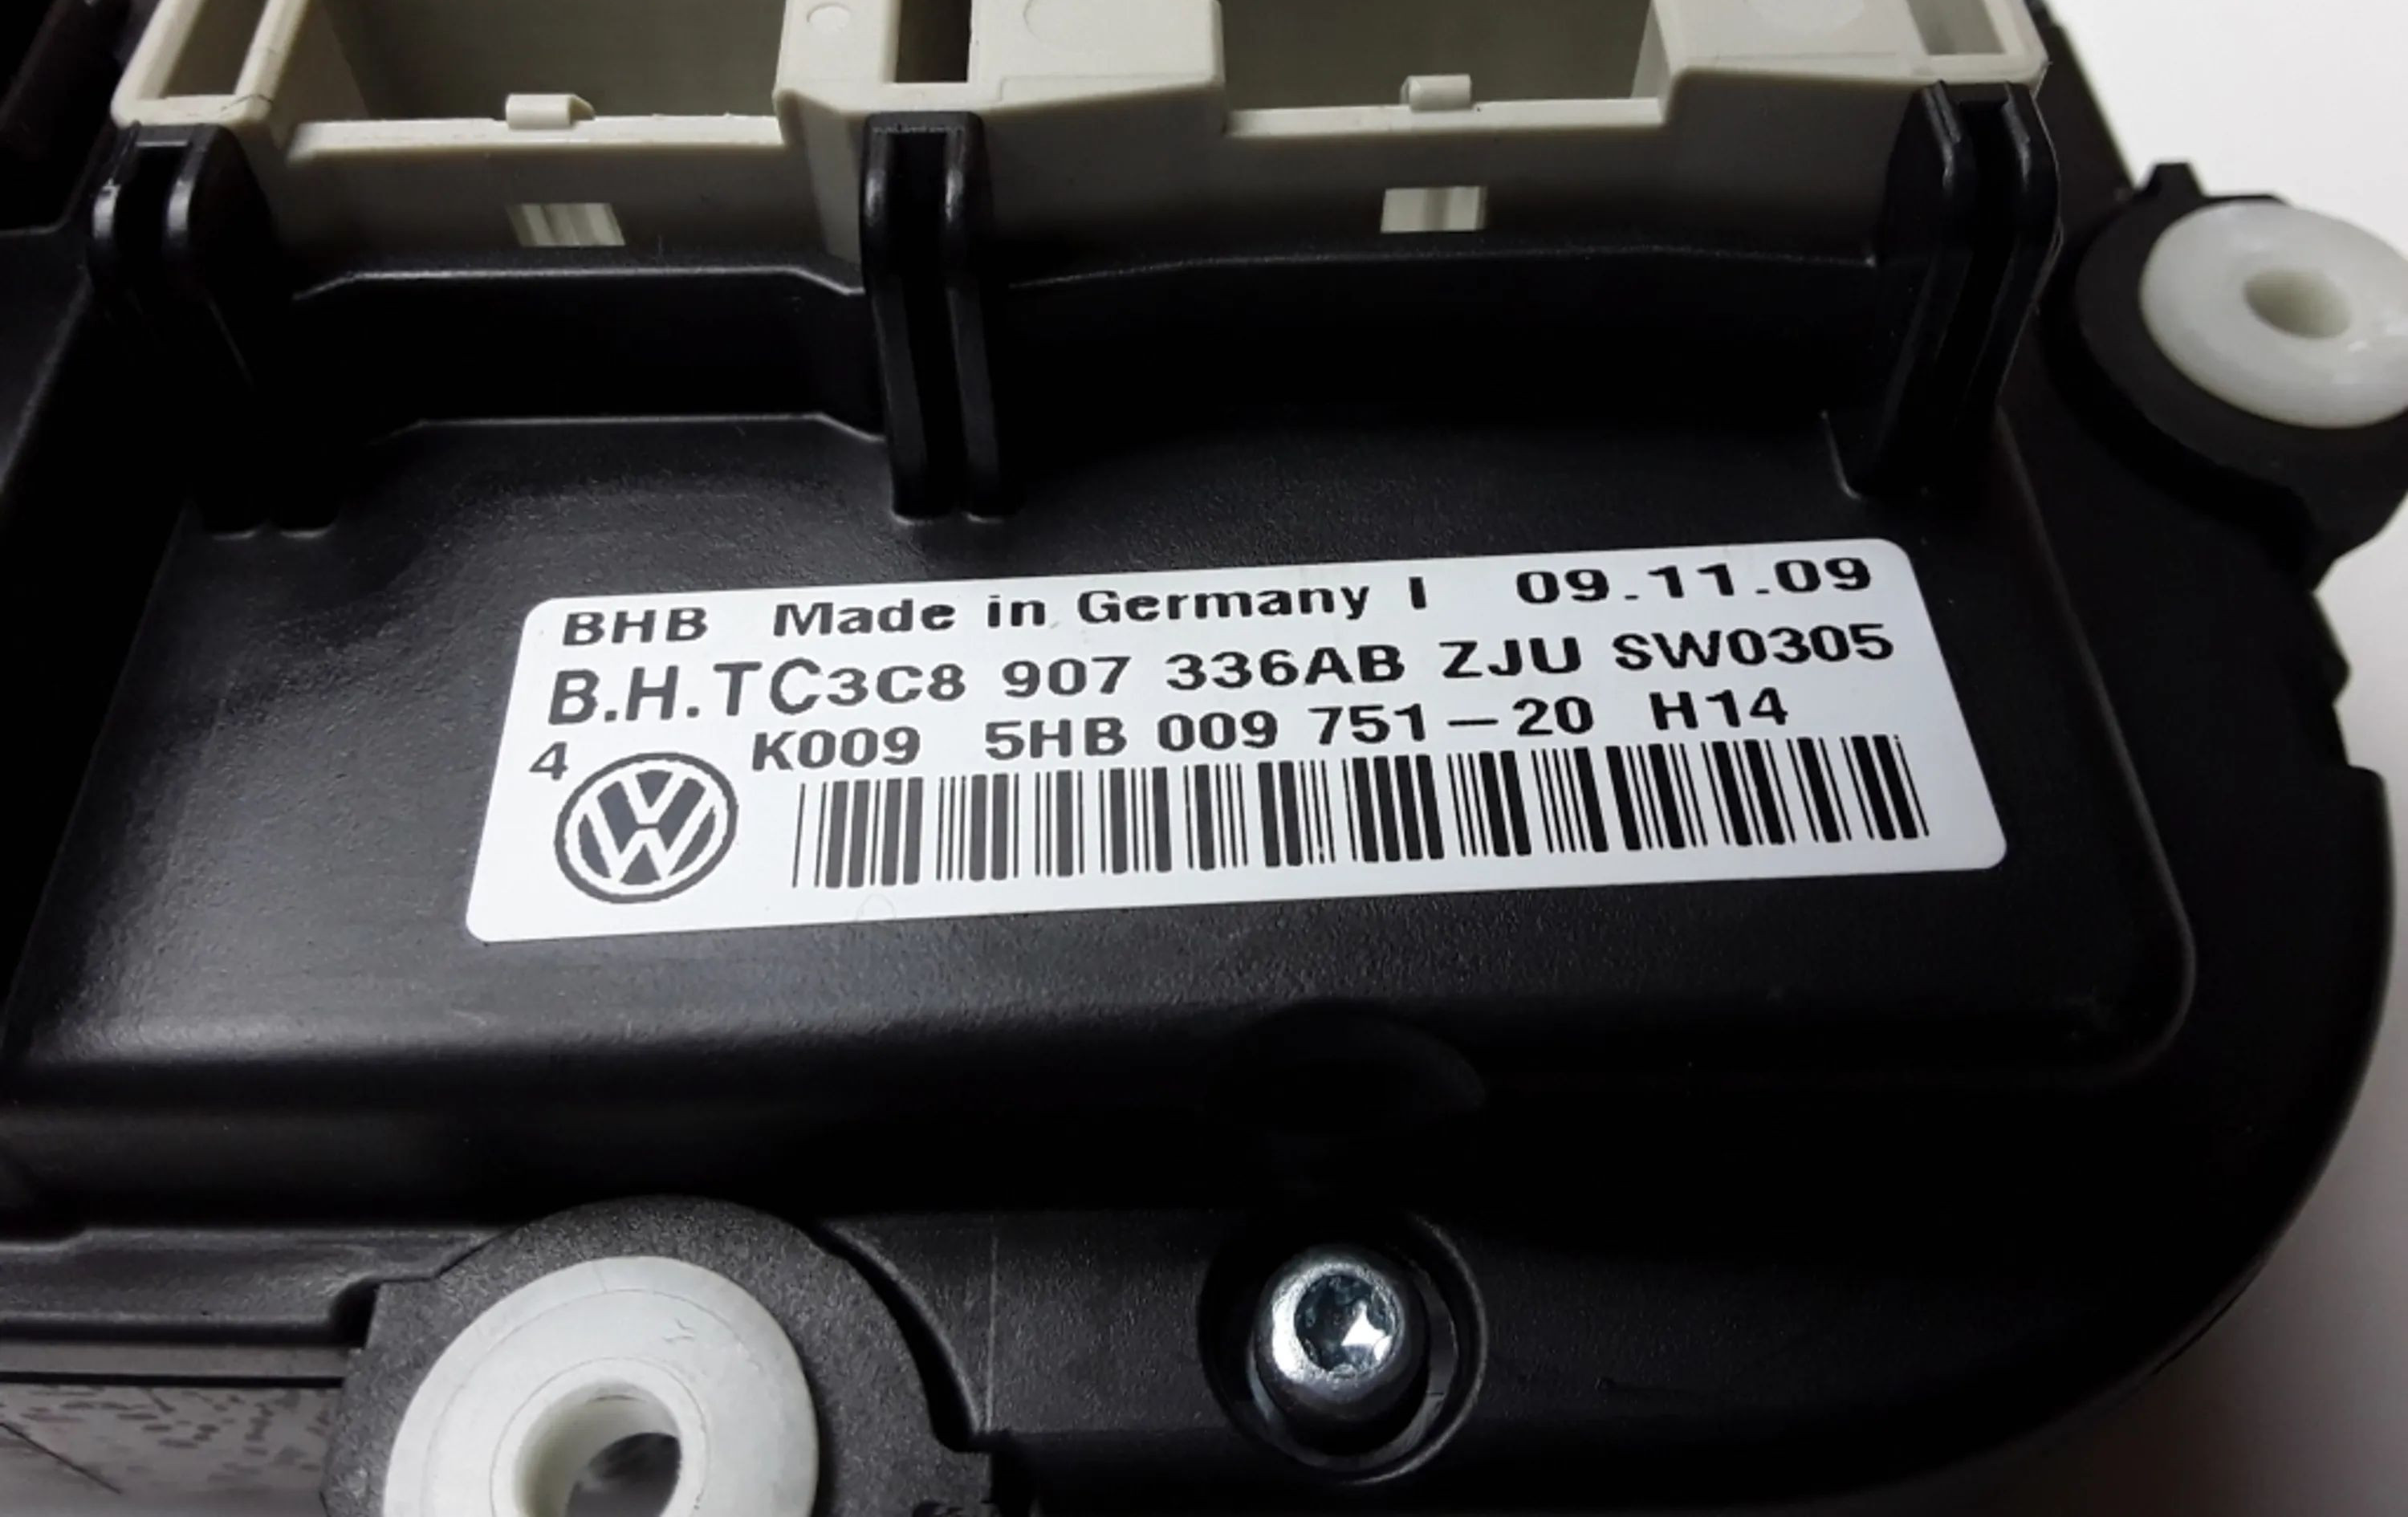 BHB Made in Germany I 09.11.09
B.H.TC3C8 907 336AB ZJU SW0305
4 K009 5HB 009 751-20 H14
VW